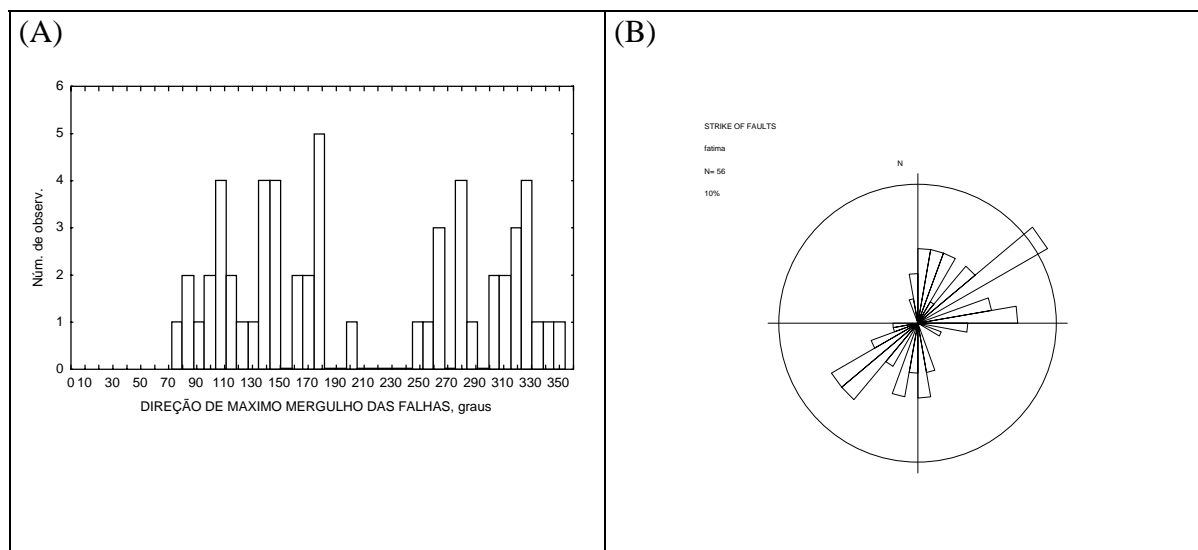 (A)
6
5
4
3
2
1
0
Núm. de observ.
0 10 30 50 70 90 110 130 150 170 190 210 230 250 270 290 310 330 350
DIREÇÃO DE MAXIMO MERGULHO DAS FALHAS, graus
(B)
STRIKE OF FAULTS
fatima
N= 56
10%
N